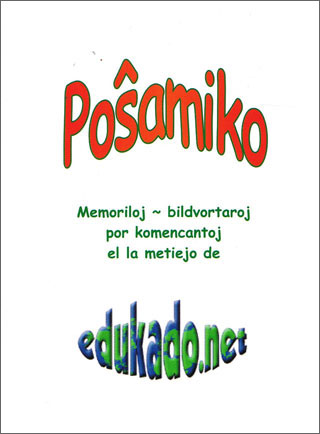 Poŝamiko
Memoriloj ~ bildvortaroj
por komencantoj
el la metiejo de
edukado.net